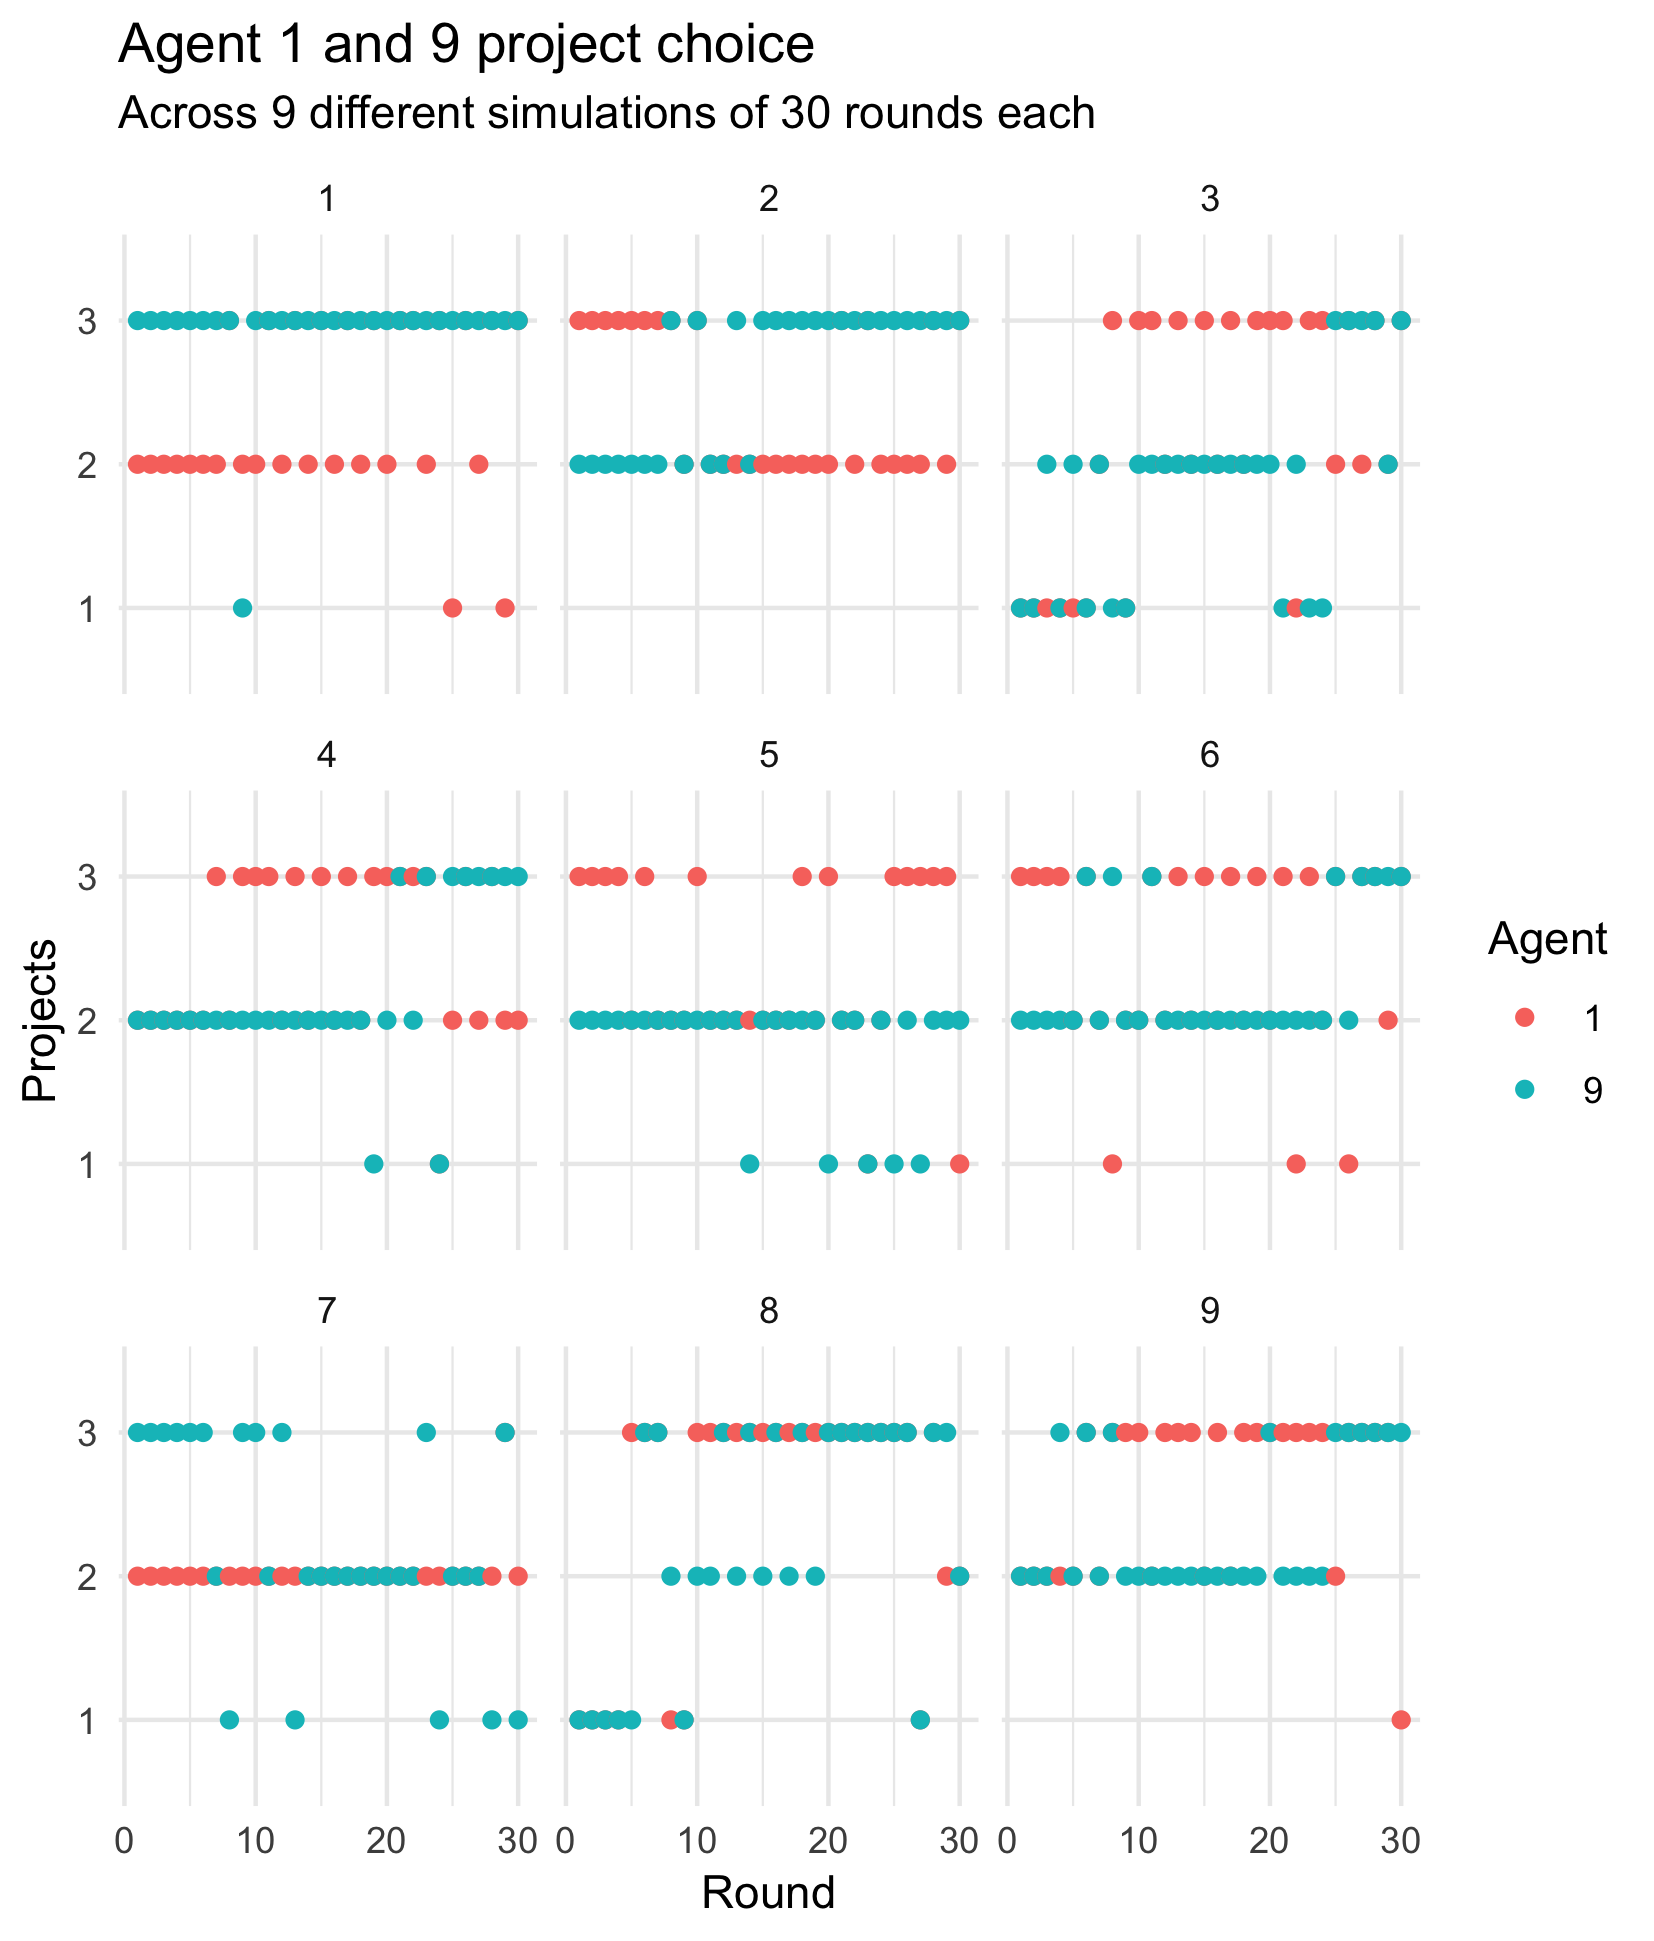 Agent 1 and 9 project choice
Across 9 different simulations of 30 rounds each
1 2 3
3
2
1
4 5 6
3
2
1
Projects
7 8 9
3
2
1
0 10 20 30 0 10 20 30 0 10 20 30
Round
Agent
1
9